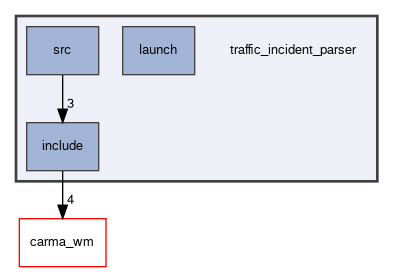 src
launch
traffic_incident_parser
3
include
4
carma_wm